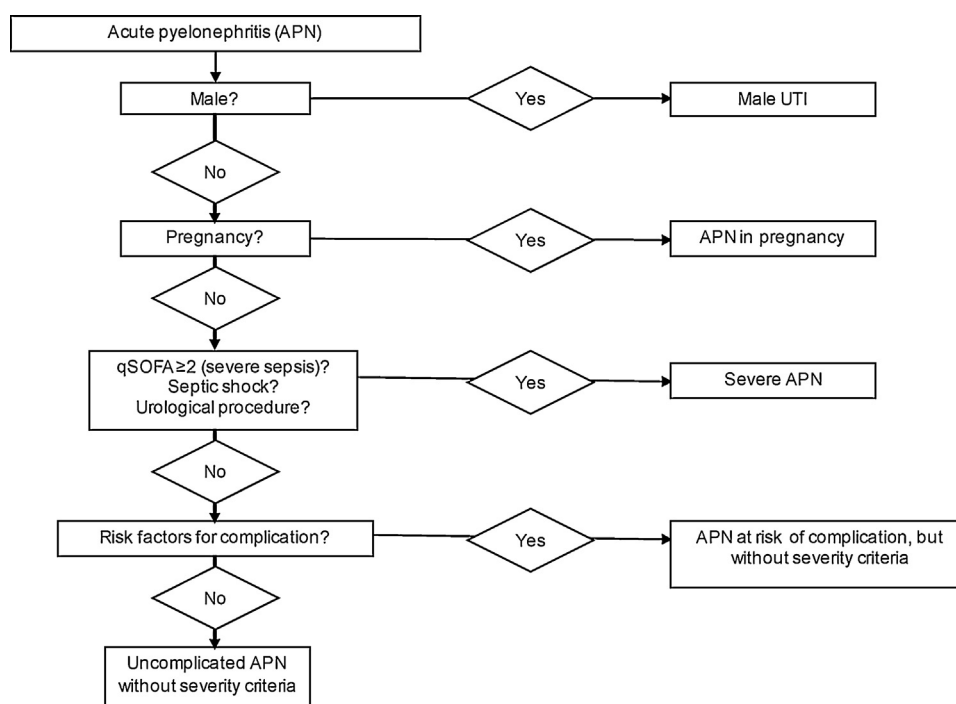 Acute pyelonephritis (APN)
Male?
Yes
Male UTI
No
Pregnancy?
Yes
APN in pregnancy
No
qSOFA ≥2 (severe sepsis)?
Septic shock?
Urological procedure?
Yes
Severe APN
No
Risk factors for complication?
Yes
APN at risk of complication, but
without severity criteria
No
Uncomplicated APN
without severity criteria